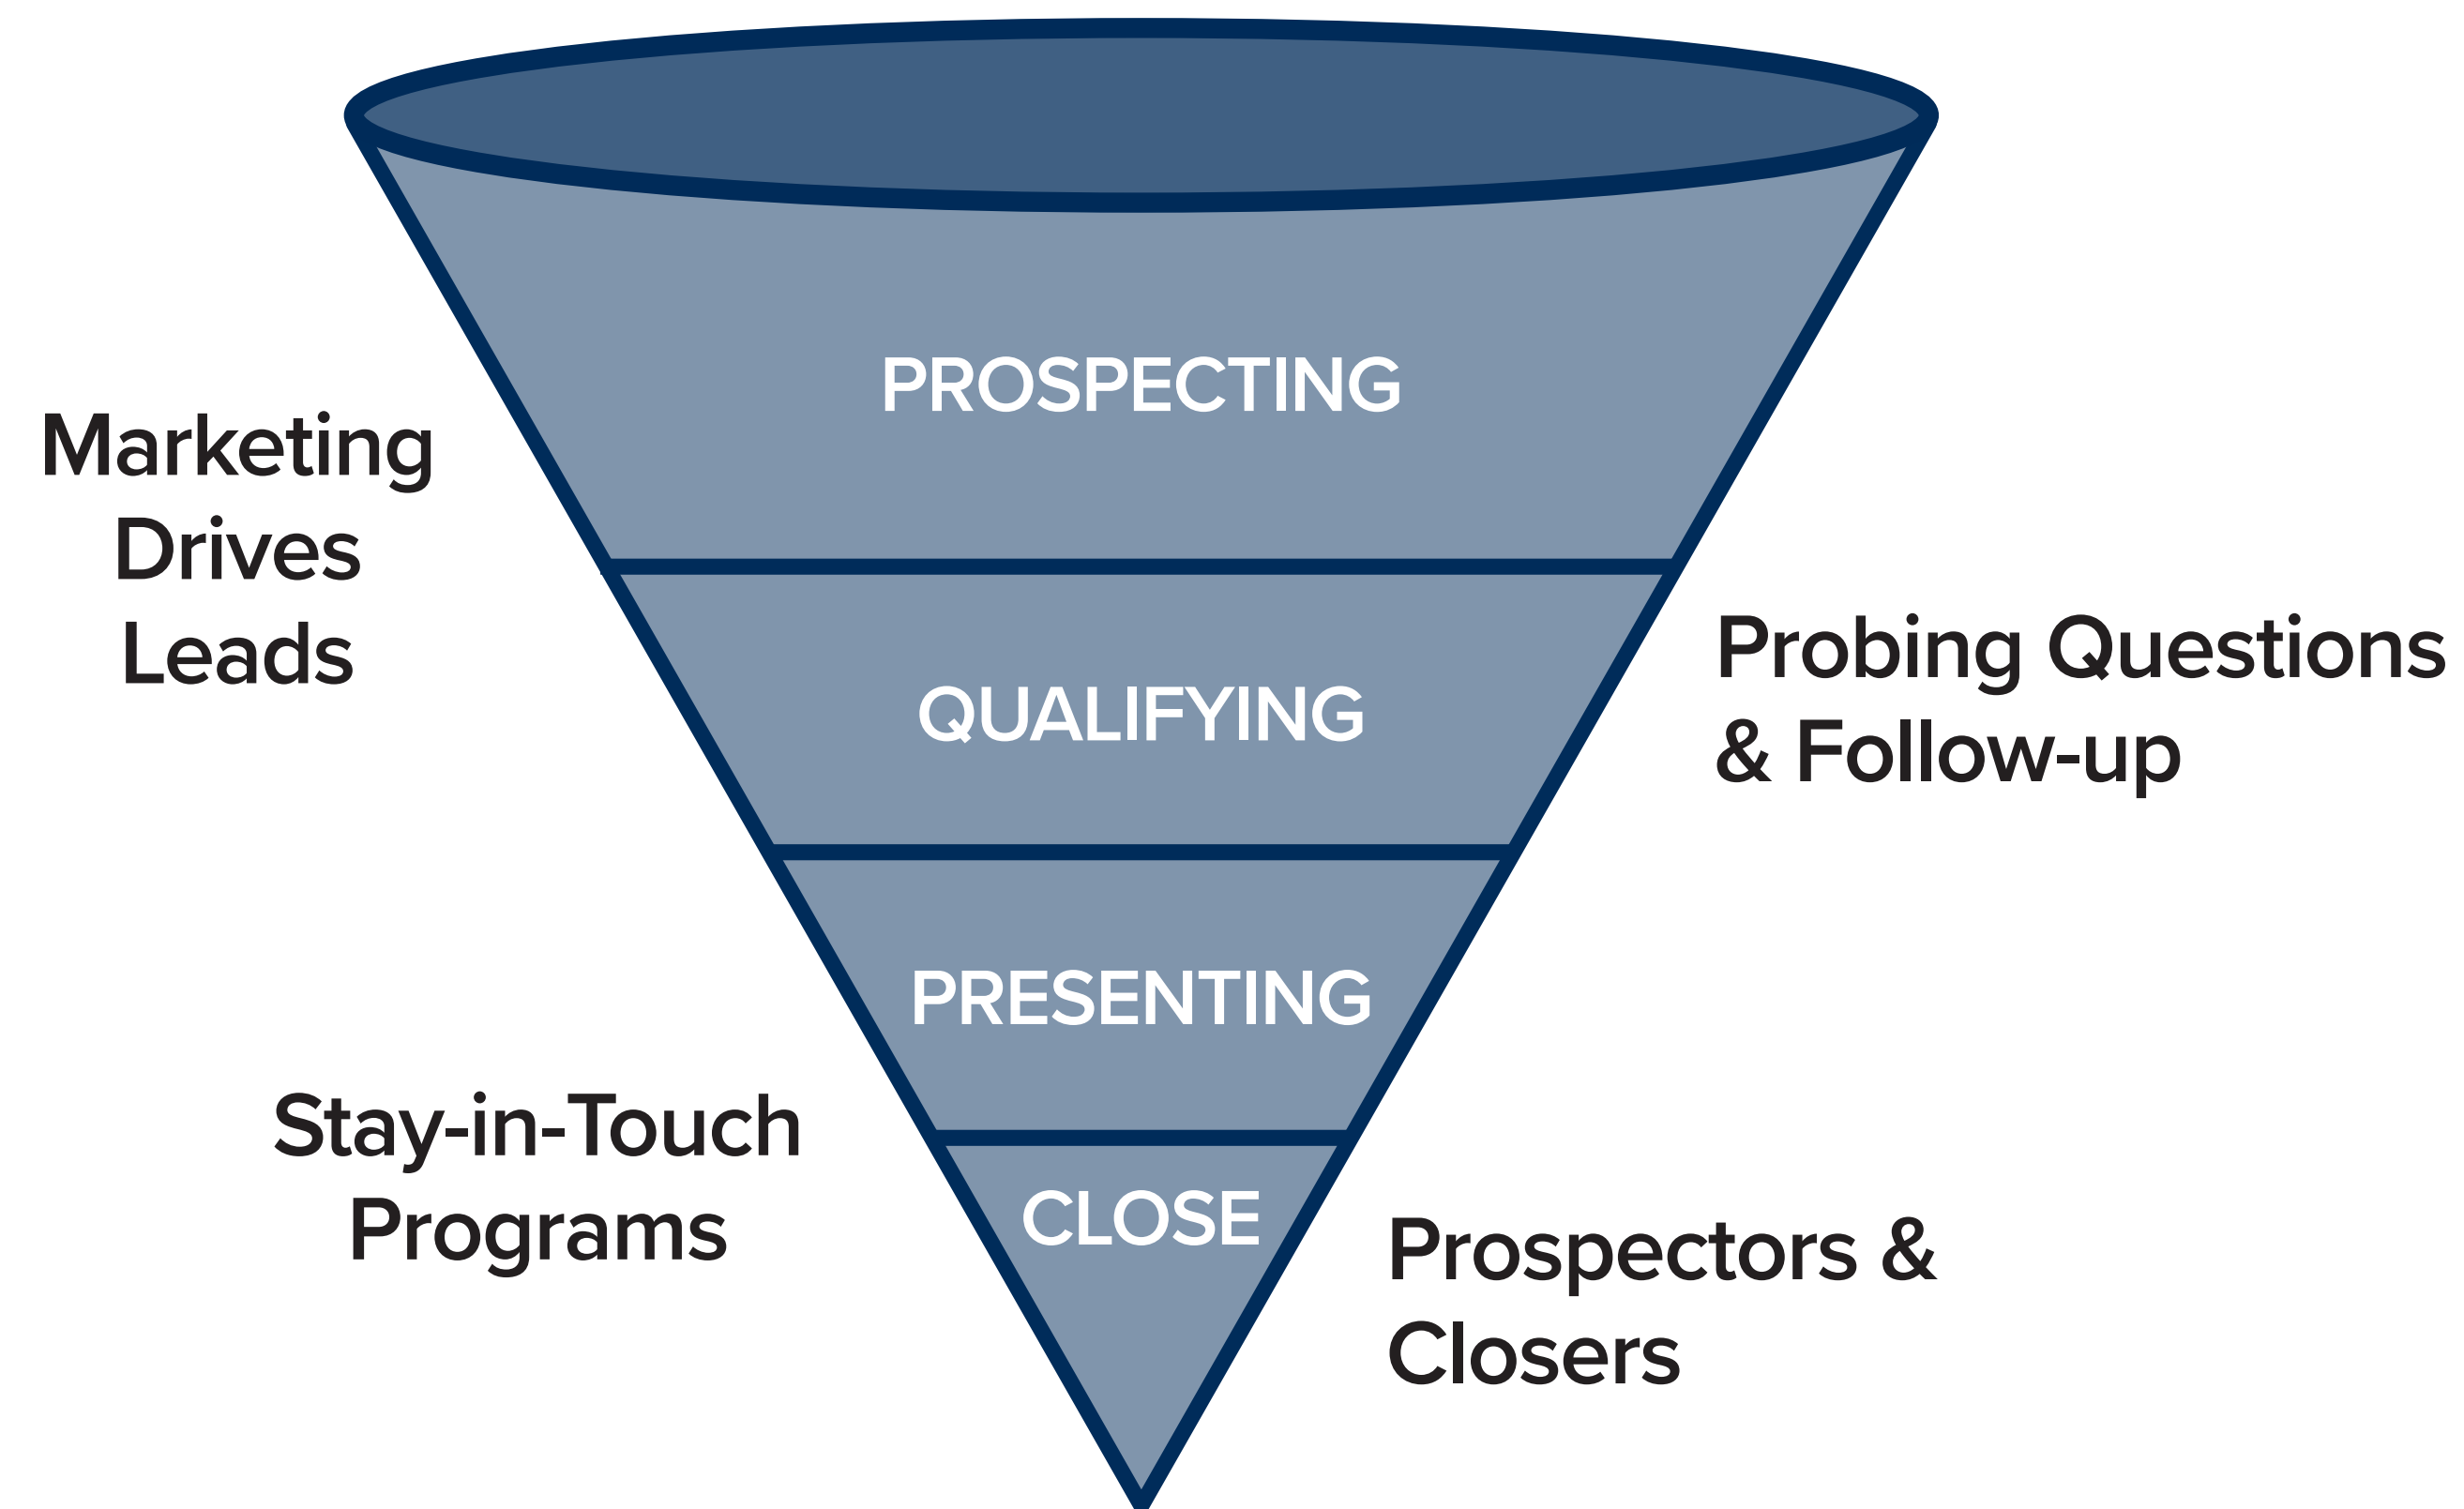 PROSPECTING
Marketing
Drives
Leads
QUALIFYING
Probing Questions
& Follow-up
PRESENTING
Stay-in-Touch
Programs
CLOSE
Prospectors &
Closers